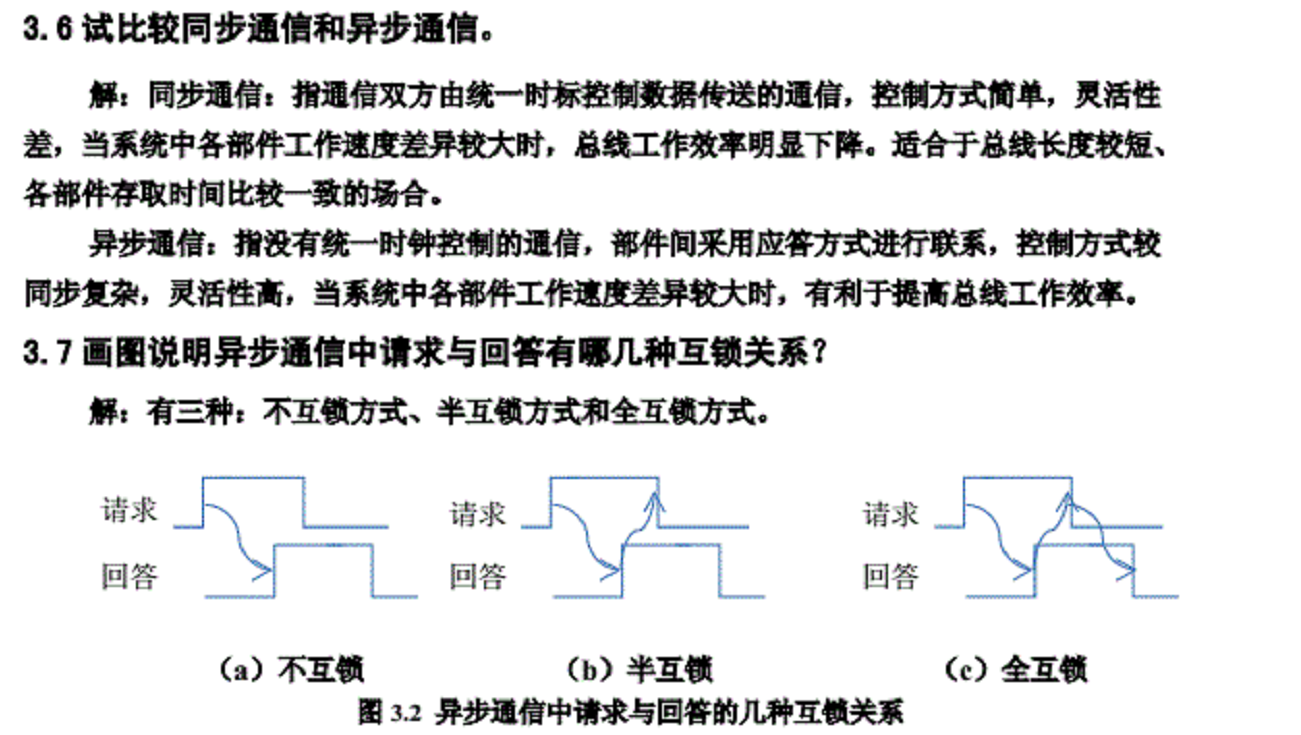 3.6 试比较同步通信和异步通信。
解：同步通信：指通信双方由统一时标控制数据传送的通信，控制方式简单，灵活性
差，当系统中各部件工作速度差异较大时，总线工作效率明显下降。适合于总线长度较短、
各部件存取时间比较一致的场合。
异步通信：指没有统一时钟控制的通信，部件间采用应答方式进行联系，控制方式较
同步复杂，灵活性高，当系统中各部件工作速度差异较大时，有利于提高总线工作效率。
3.7 画图说明异步通信中请求与回答有哪几种互锁关系？
解：有三种：不互锁方式、半互锁方式和全互锁方式。
请求 请求 请求
回答 回答 回答
（a）不互锁 （b）半互锁 （c）全互锁
图 3.2 异步通信中请求与回答的几种互锁关系